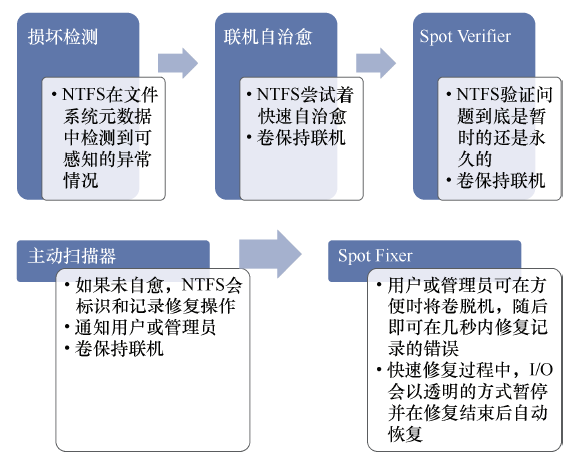 损坏检测
• NTFS在文件
系统元数据
中检测到可
感知的异常
情况
联机自治愈
• NTFS尝试着
快速自治愈
• 卷保持联机
Spot Verifier
• NTFS验证问
题到底是暂
时的还是永
久的
• 卷保持联机
主动扫描器
• 如果未自愈，NTFS会
标识和记录修复操作
• 通知用户或管理员
• 卷保持联机
Spot Fixer
• 用户或管理员可在方
便时将卷脱机，随后
即可在几秒内修复记
录的错误
• 快速修复过程中，I/O
会以透明的方式暂停
并在修复结束后自动
恢复